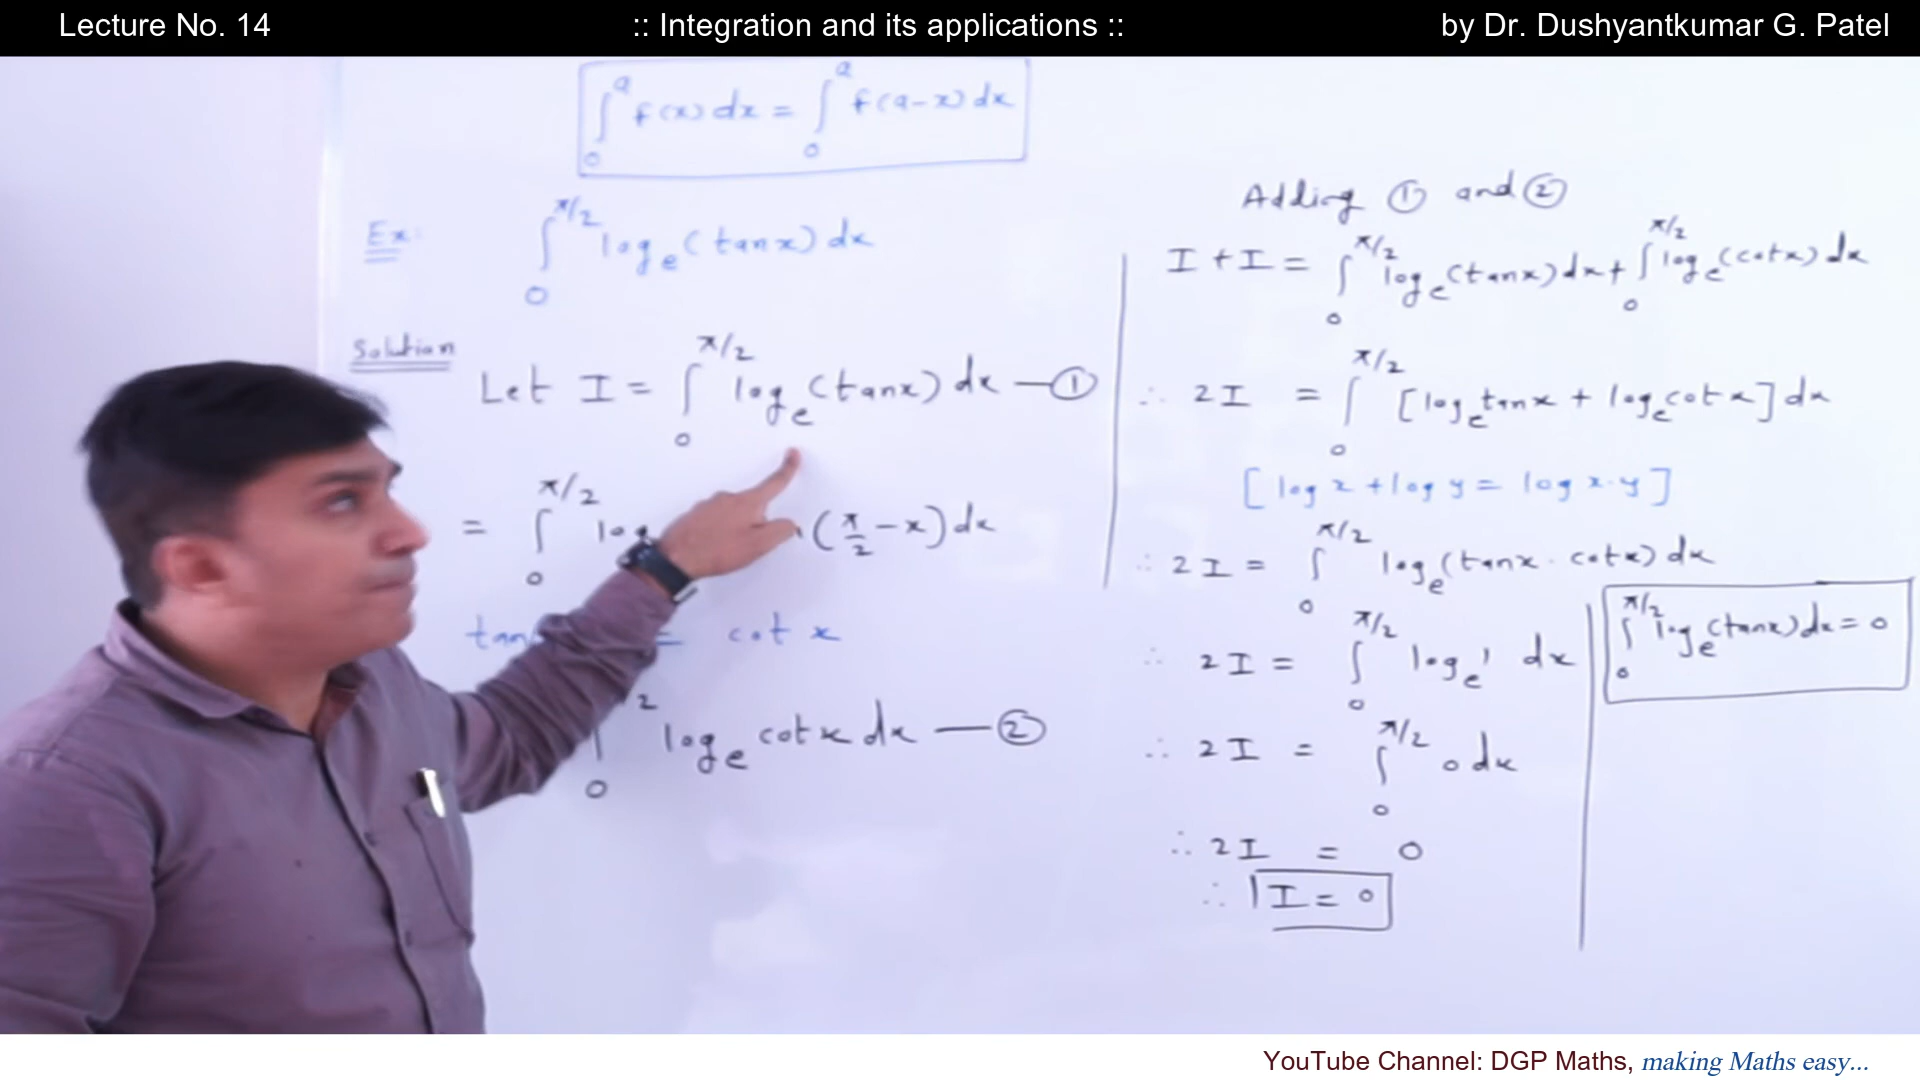 Lecture No. 14
:: Integration and its applications ::
by Dr. Dushyantkumar G. Patel
∫₀^a f(x) dx = ∫₀^a f(a-x) dx
Ex: ∫₀^π/2 logₑ(tanx) dx
Solution
Let I = ∫₀^π/2 logₑ(tanx) dx — ①
= ∫₀^π/2 log (π/2 - x) dx
tan = cot x
∫₀ logₑ cotx dx — ②
Adding ① and ②
I + I = ∫₀^π/2 logₑ(tanx) dx + ∫₀^π/2 logₑ(cotx) dx
∴ 2I = ∫₀^π/2 [logₑtanx + logₑcotx] dx
[log x + log y = log x·y]
∴ 2I = ∫₀^π/2 logₑ(tanx · cotx) dx
∴ 2I = ∫₀^π/2 logₑ1 dx
∴ 2I = ∫₀^π/2 0 dx
∴ 2I = 0
∴ I = 0
∫₀^π/2 logₑ(tanx) dx = 0
YouTube Channel: DGP Maths, making Maths easy...